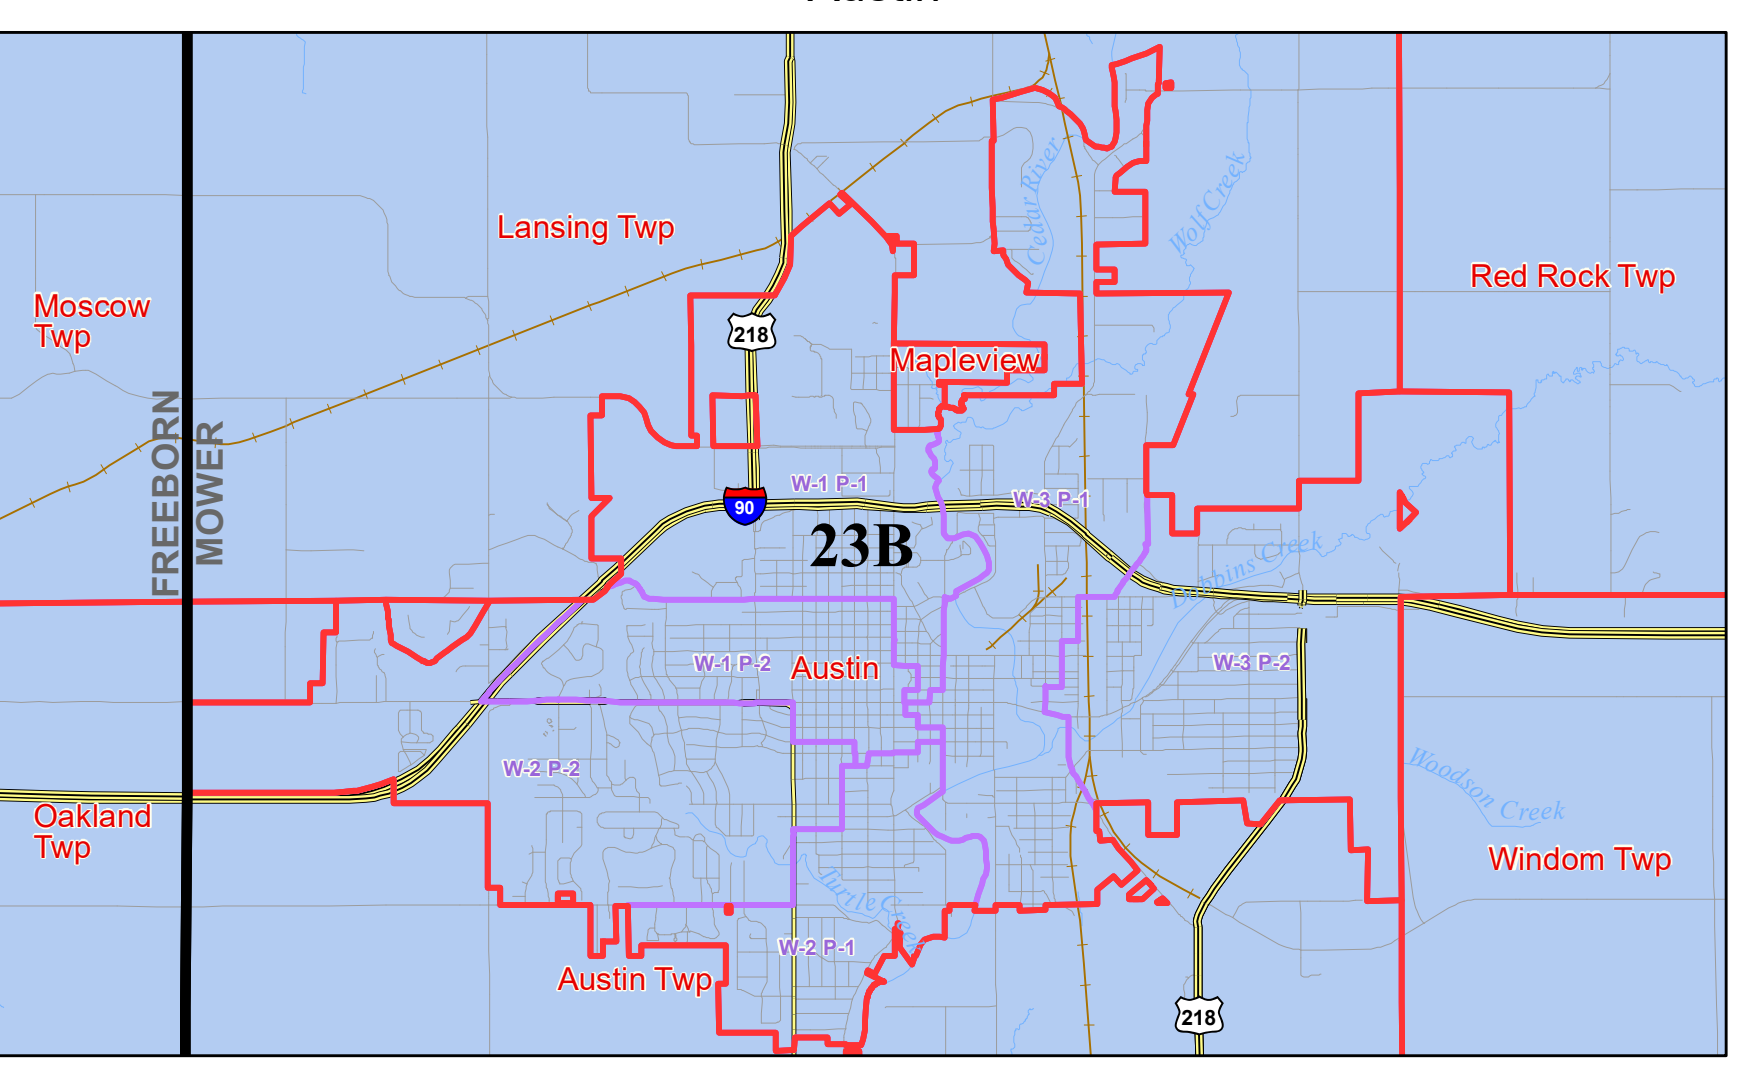 Austin
Lansing Twp
Cedar River
Wolf Creek
Red Rock Twp
Moscow
Twp
218
Mapleview
FREEBORN
MOWER
W-1 P-1
W-3 P-1
90
23B
Dobbins Creek
W-1 P-2
Austin
W-3 P-2
W-2 P-2
Woodson Creek
Oakland
Twp
Windom Twp
Turtle Creek
W-2 P-1
Austin Twp
218